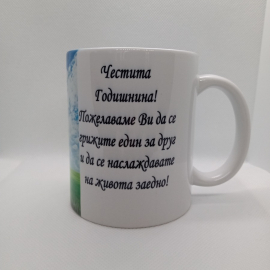 Честита
Годишнина!
Пожелаваме Ви да се
грижите един за друг
и да се наслаждавате
на живота заедно!